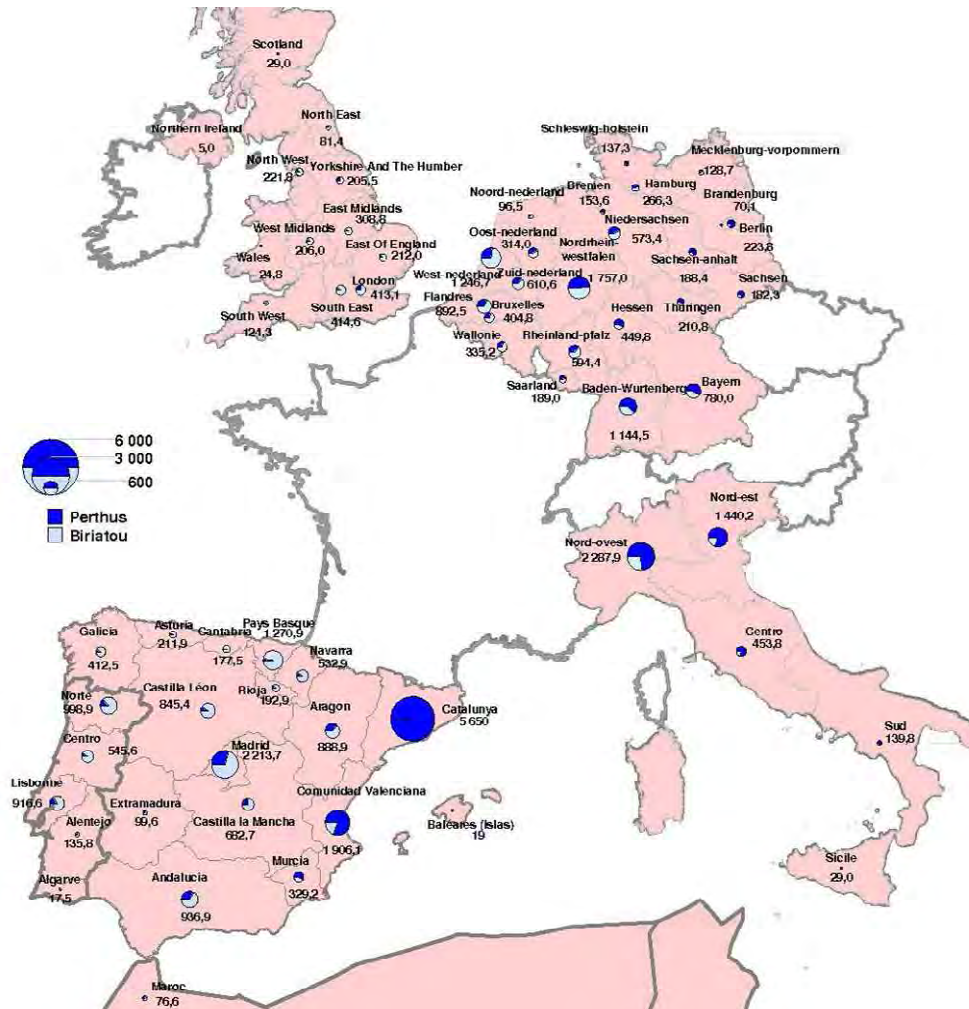 Scotland
29,0
Northern Ireland
5,0
North East
81,4
North West
221,8
Yorkshire And The Humber
205,5
East Midlands
308,8
West Midlands
206,0
East Of England
212,0
Wales
24,8
London
413,1
South East
414,6
South West
124,3
Schleswig-holstein
137,3
Mecklenburg-vorpommern
128,7
Hamburg
266,3
Bremen
153,6
Brandenburg
70,1
Berlin
223,8
Noord-nederland
96,5
Niedersachsen
573,4
Oost-nederland
314,0
Nordrhein-
westfalen
1 757,0
Sachsen-anhalt
188,4
West-nederland
1 246,7
Zuid-nederland
610,6
Sachsen
182,3
Flandres
892,5
Bruxelles
404,8
Hessen
449,8
Thüringen
210,8
Wallonie
335,2
Rheinland-pfalz
594,4
Saarland
189,0
Baden-Wurtenberg
1 144,5
Bayern
780,0
6 000
3 000
600
Perthus
Biriatou
Nord-est
1 440,2
Nord-ovest
2 287,9
Centro
453,8
Sud
139,8
Sicile
29,0
Galicia
412,5
Asturia
211,9
Cantabria
177,5
Pays Basque
1 270,9
Navarra
532,9
Rioja
192,9
Norte
998,9
Castilla Léon
845,4
Aragon
888,9
Catalunya
5 650
Centro
545,6
Madrid
2 213,7
Lisbonne
916,6
Extramadura
99,6
Castilla la Mancha
682,7
Comunidad Valenciana
1 906,1
Baléares (Islas)
19
Alentejo
135,8
Algarve
17,5
Andalucia
936,9
Murcia
329,2
Maroc
76,6